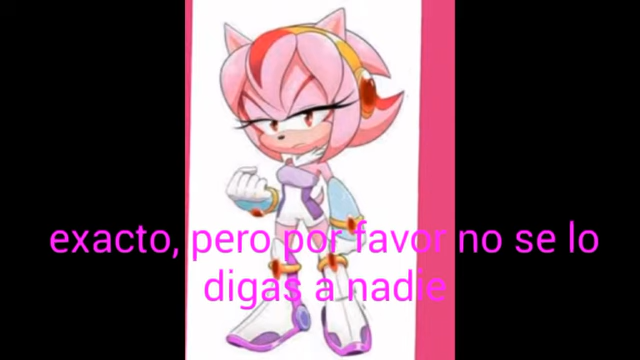 exacto, pero por favor no se lo
digas a nadie